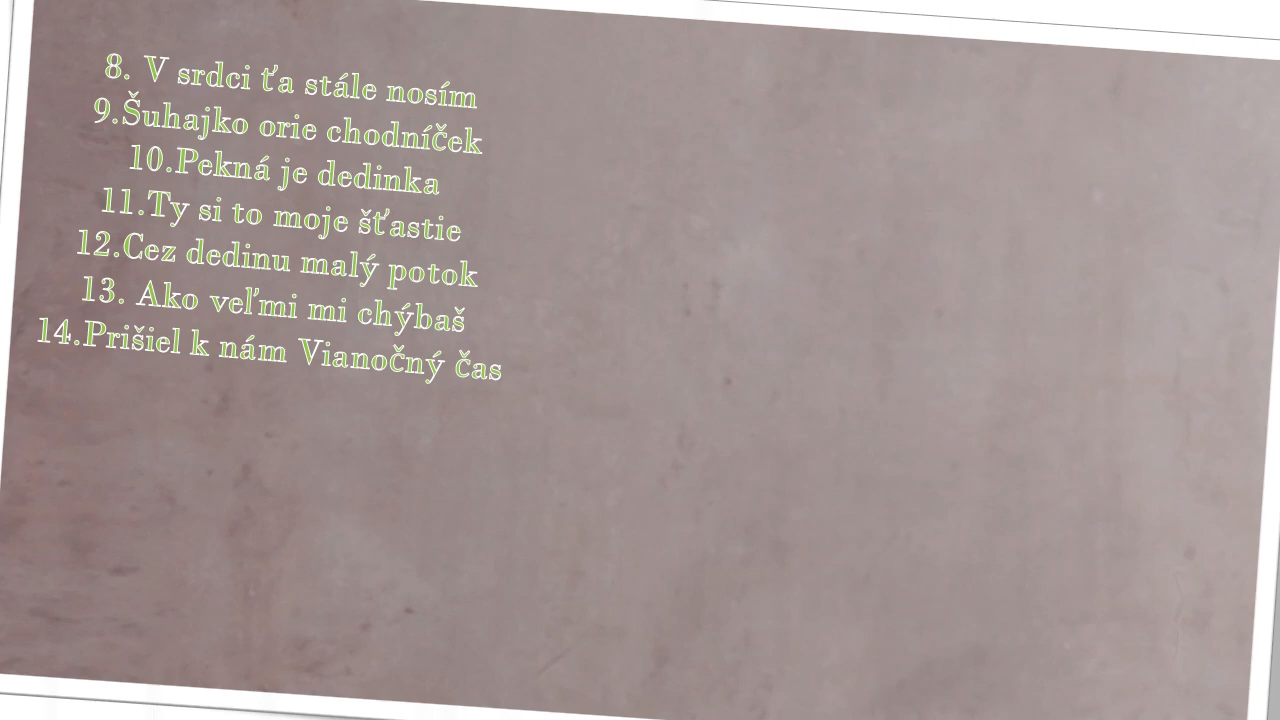 8. V srdci ťa stále nosím
9.Šuhajko orie chodníček
10.Pekná je dedinka
11.Ty si to moje šťastie
12.Cez dedinu malý potok
13. Ako veľmi mi chýbaš
14.Prišiel k nám Vianočný čas